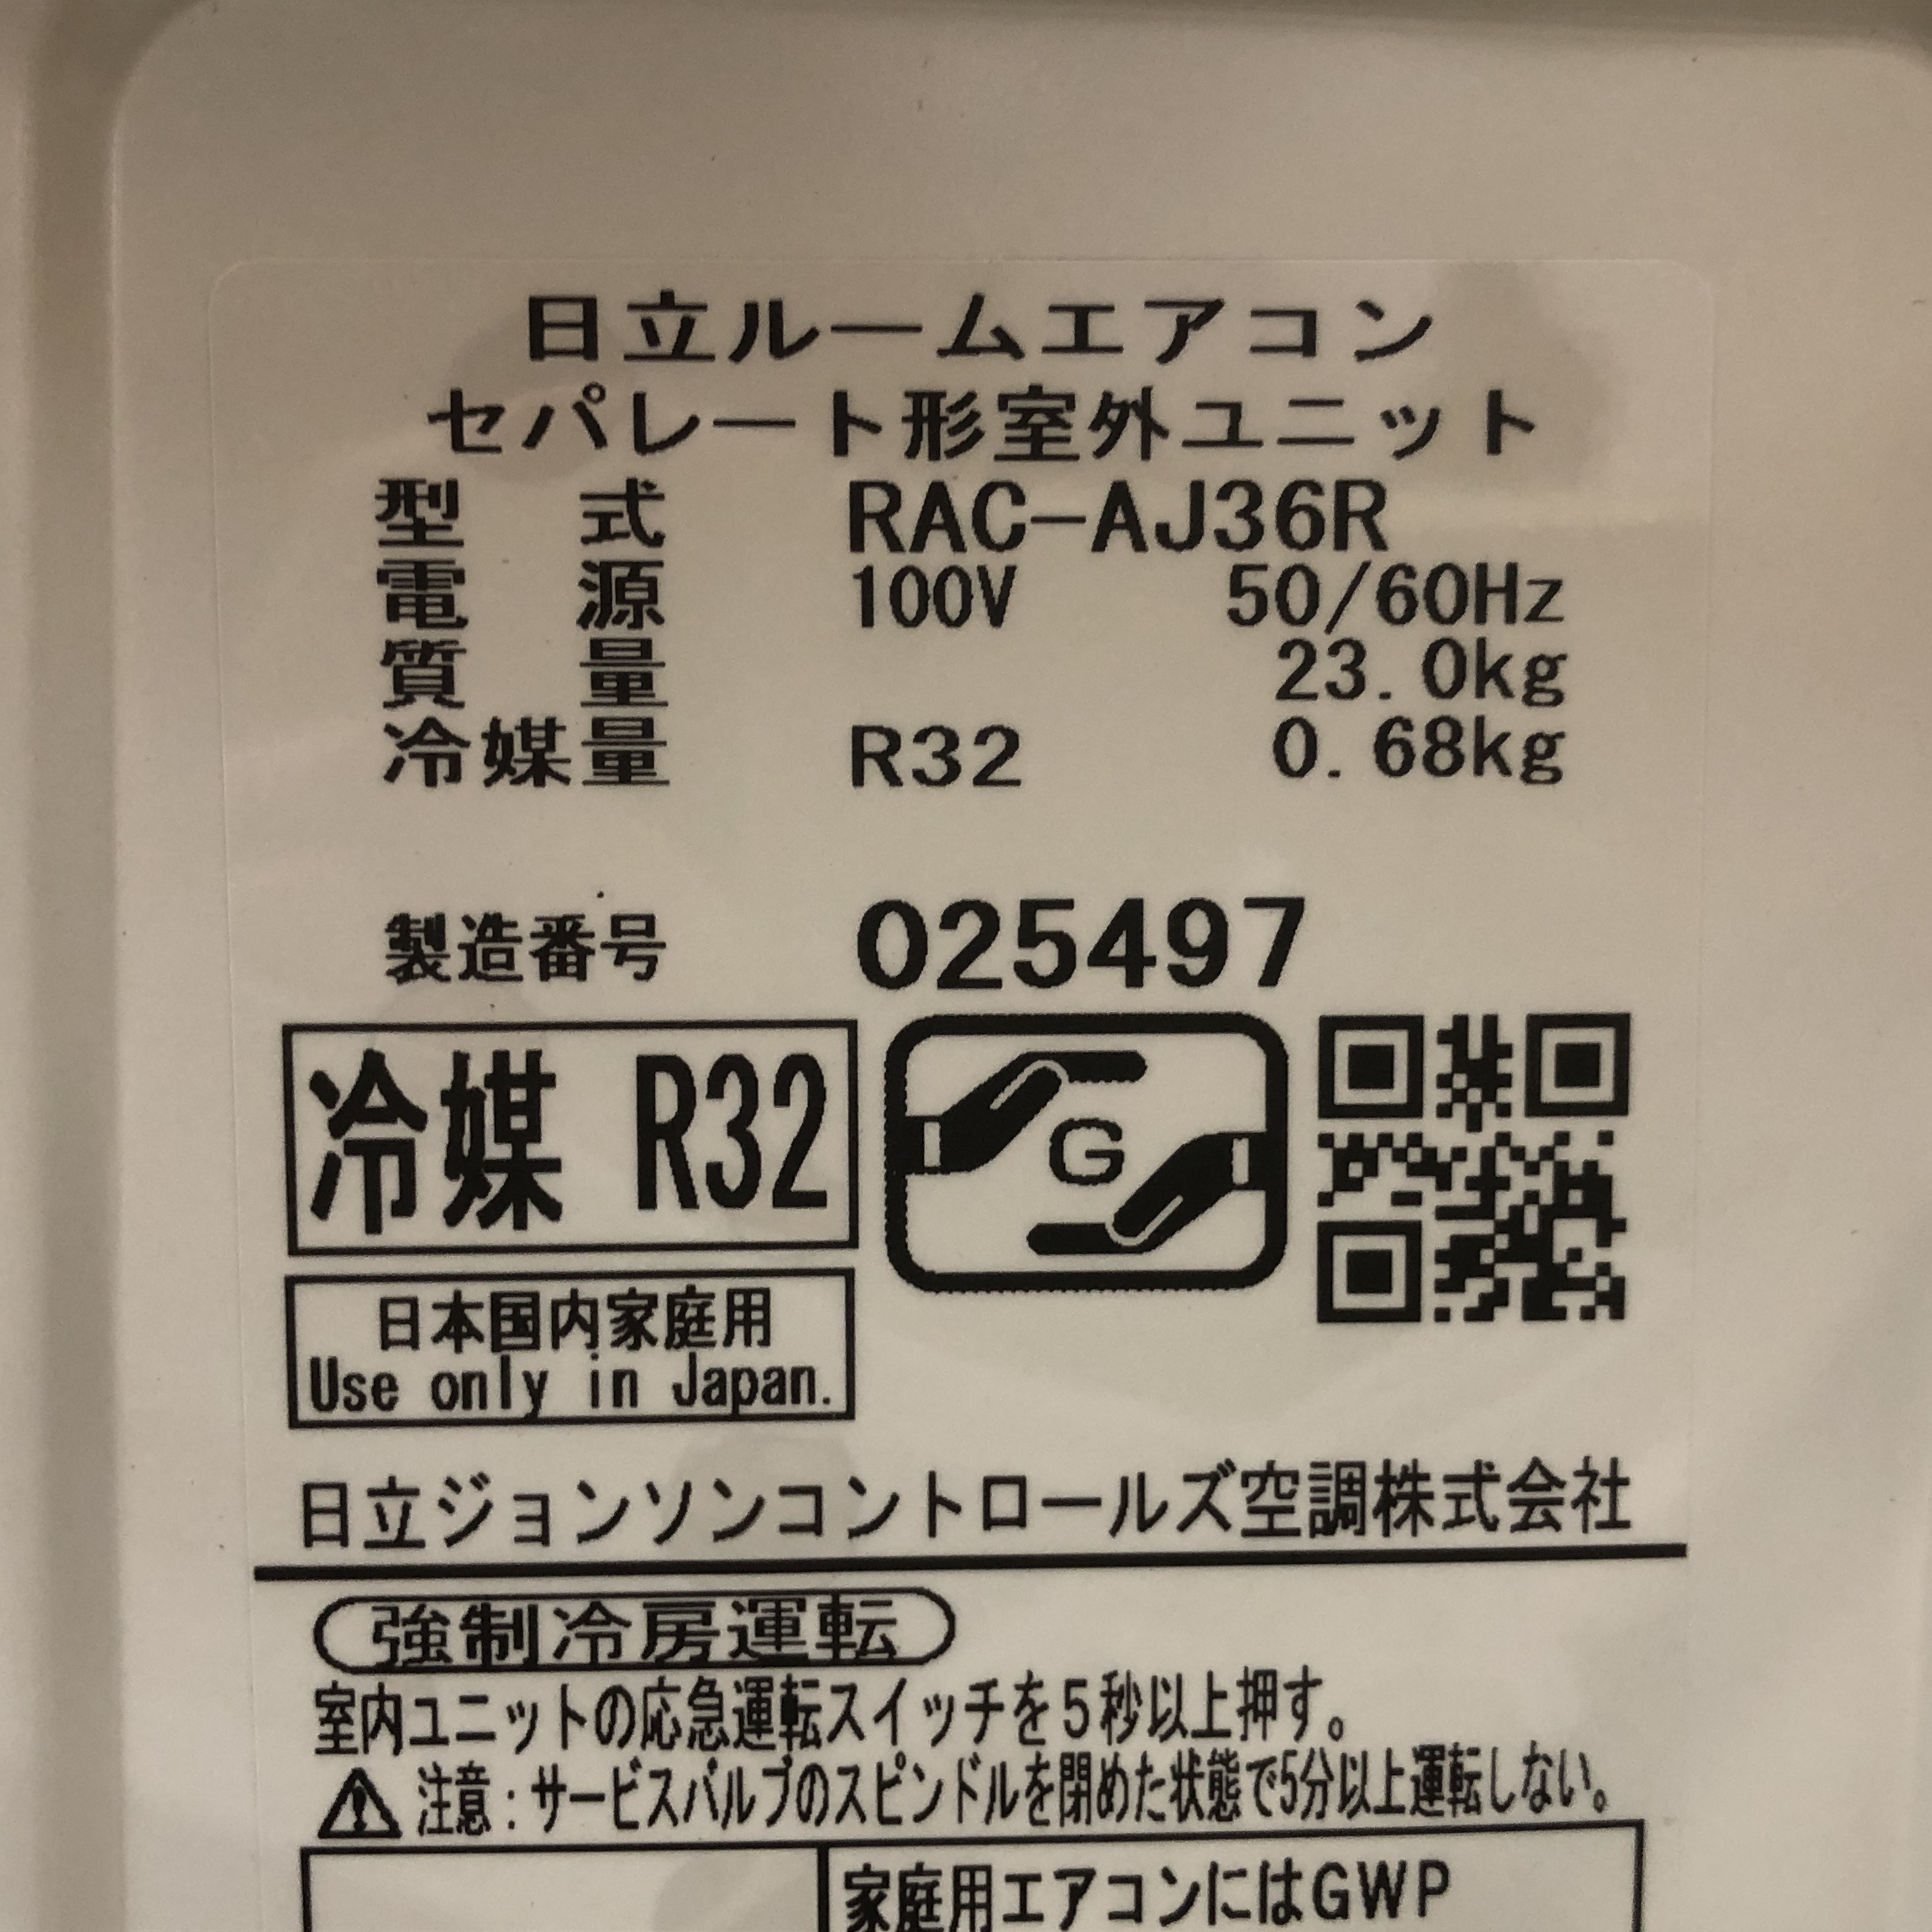 日立ルームエアコン
セパレート形室外ユニット
型 式 RAC-AJ36R
電 源 100V 50/60Hz
質 量 23.0kg
冷媒量 R32 0.68kg
製造番号 025497
冷媒 R32
G
日本国内家庭用
Use only in Japan.
日立ジョンソンコントロールズ空調株式会社
強制冷房運転
室内ユニットの応急運転スイッチを5秒以上押す。
注意:サービスバルブのスピンドルを閉めた状態で5分以上運転しない。
家庭用エアコンにはGWP